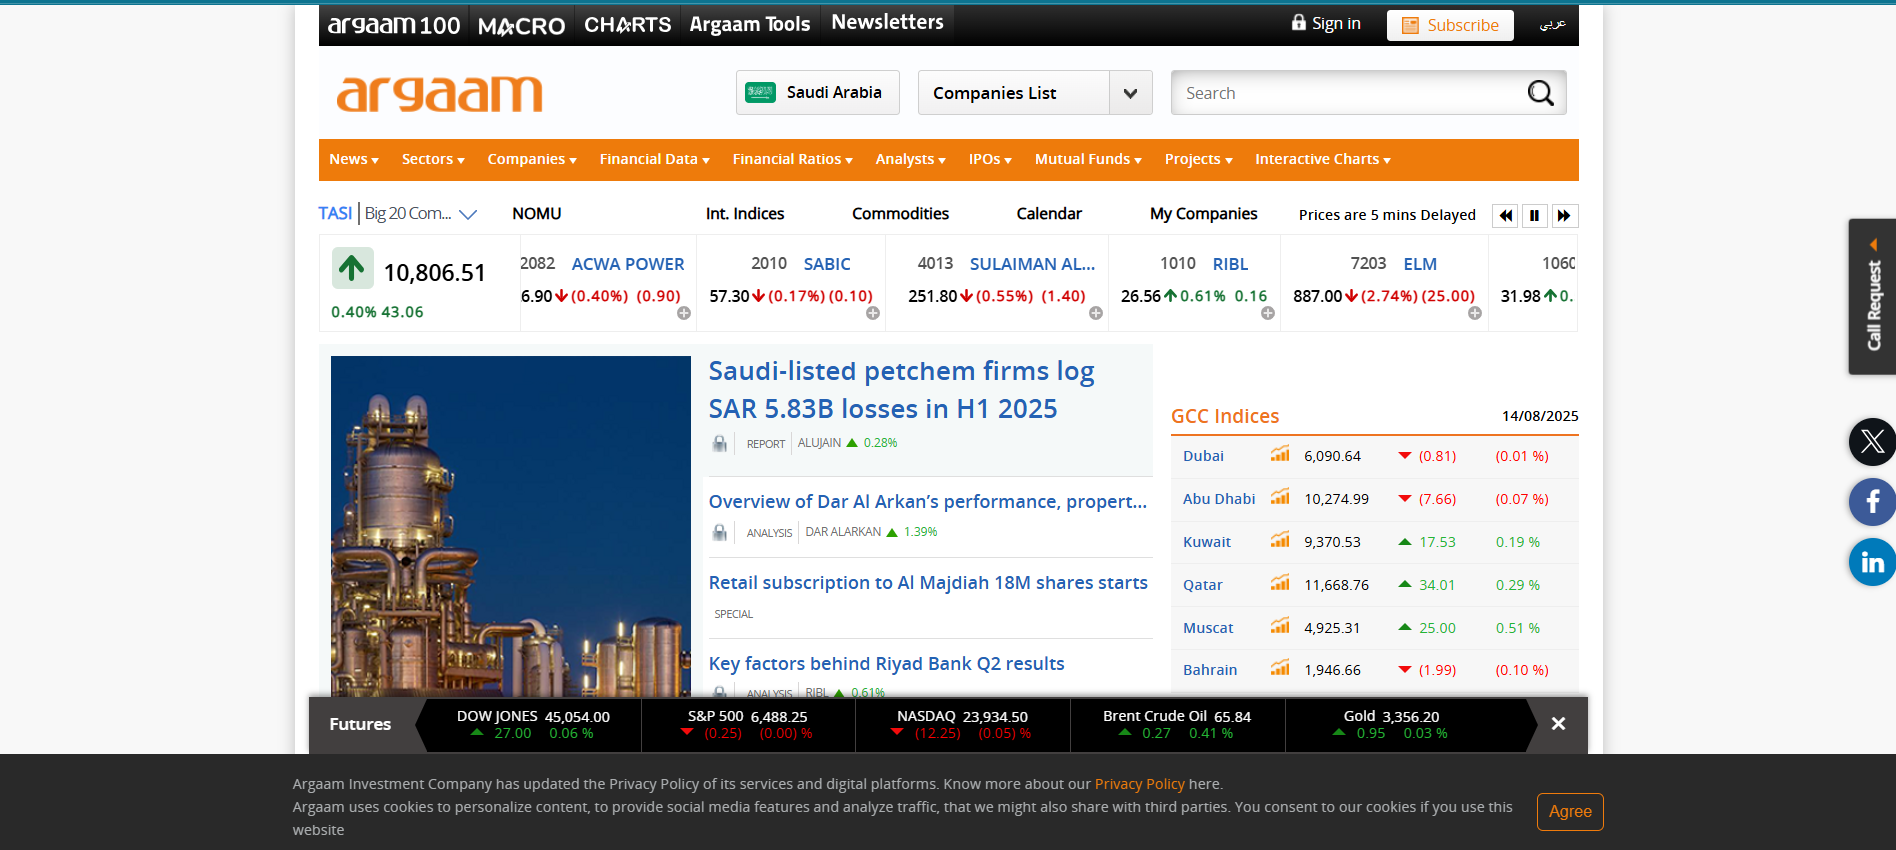 argaam 100 MACRO CHARTS Argaam Tools Newsletters Sign in Subscribe عربي
argaam Saudi Arabia Companies List Search
News Sectors Companies Financial Data Financial Ratios Analysts IPOs Mutual Funds Projects Interactive Charts
TASI Big 20 Com... NOMU Int. Indices Commodities Calendar My Companies Prices are 5 mins Delayed
10,806.51
0.40% 43.06
2082 ACWA POWER
6.90 (0.40%) (0.90)
2010 SABIC
57.30 (0.17%) (0.10)
4013 SULAIMAN AL...
251.80 (0.55%) (1.40)
1010 RIBL
26.56 0.61% 0.16
7203 ELM
887.00 (2.74%) (25.00)
1060
31.98 0.
Saudi-listed petchem firms log
SAR 5.83B losses in H1 2025
REPORT ALUJAIN 0.28%
Overview of Dar Al Arkan’s performance, propert...
ANALYSIS DAR ALARKAN 1.39%
Retail subscription to Al Majdiah 18M shares starts
SPECIAL
Key factors behind Riyad Bank Q2 results
ANALYSIS RIBL 0.61%
GCC Indices 14/08/2025
Dubai 6,090.64 (0.81) (0.01 %)
Abu Dhabi 10,274.99 (7.66) (0.07 %)
Kuwait 9,370.53 17.53 0.19 %
Qatar 11,668.76 34.01 0.29 %
Muscat 4,925.31 25.00 0.51 %
Bahrain 1,946.66 (1.99) (0.10 %)
Call Request
Futures
DOW JONES 45,054.00
27.00 0.06 %
S&P 500 6,488.25
(0.25) (0.00) %
NASDAQ 23,934.50
(12.25) (0.05) %
Brent Crude Oil 65.84
0.27 0.41 %
Gold 3,356.20
0.95 0.03 %
Argaam Investment Company has updated the Privacy Policy of its services and digital platforms. Know more about our Privacy Policy here.
Argaam uses cookies to personalize content, to provide social media features and analyze traffic, that we might also share with third parties. You consent to our cookies if you use this
website
Agree